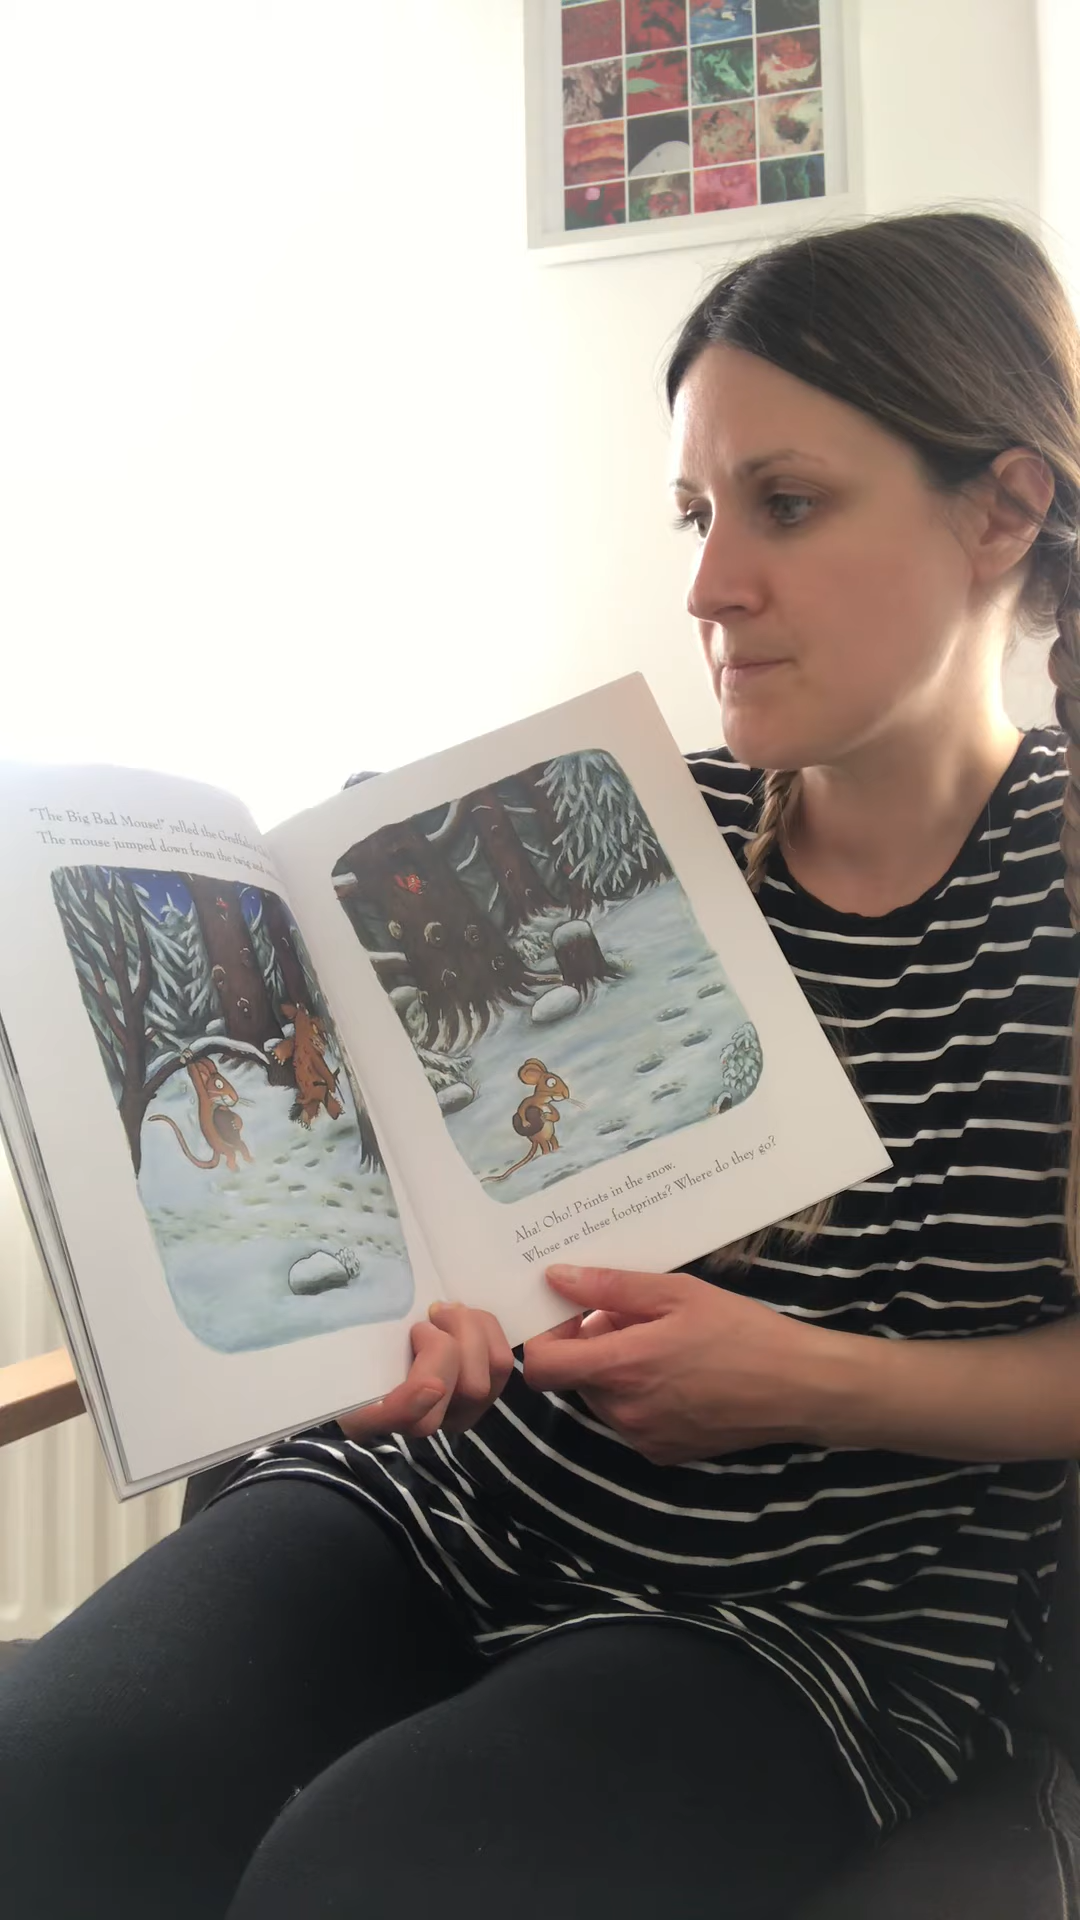 "The Big Bad Mouse!" yelled the Gruffalo's
The mouse jumped down from the twig and
Aha! Oho! Prints in the snow.
Whose are these footprints? Where do they go?